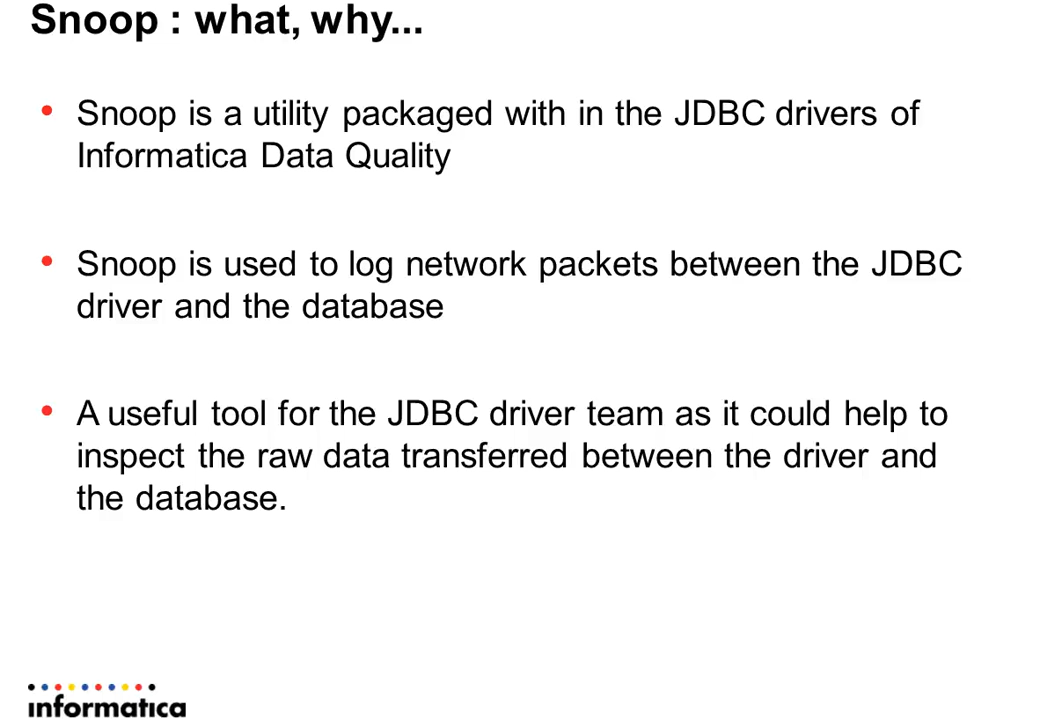 Snoop : what, why...
• Snoop is a utility packaged with in the JDBC drivers of
Informatica Data Quality
• Snoop is used to log network packets between the JDBC
driver and the database
• A useful tool for the JDBC driver team as it could help to
inspect the raw data transferred between the driver and
the database.
informatica